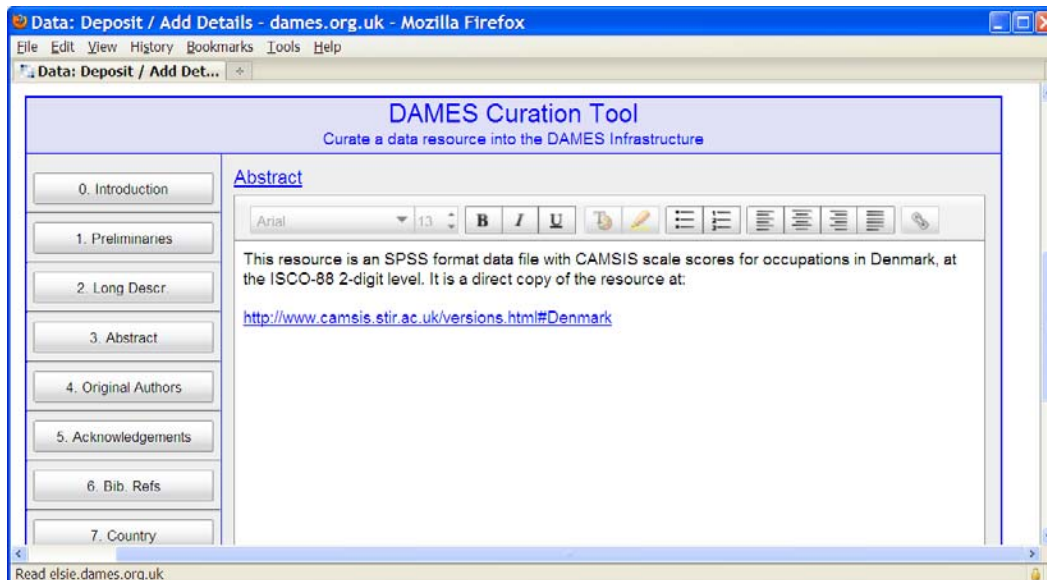 Data: Deposit / Add Details - dames.org.uk - Mozilla Firefox
File Edit View History Bookmarks Tools Help
Data: Deposit / Add Det...
DAMES Curation Tool
Curate a data resource into the DAMES Infrastructure
0. Introduction
1. Preliminaries
2. Long Descr.
3. Abstract
4. Original Authors
5. Acknowledgements
6. Bib. Refs
7. Country
Abstract
Arial 13 B I U
This resource is an SPSS format data file with CAMSIS scale scores for occupations in Denmark, at
the ISCO-88 2-digit level. It is a direct copy of the resource at:
http://www.camsis.stir.ac.uk/versions.html#Denmark
Read elsie.dames.org.uk